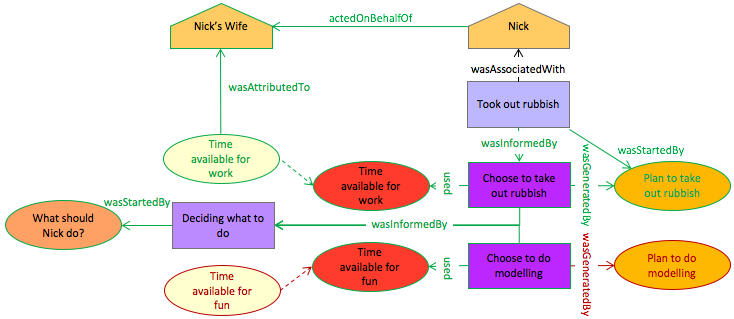 Nick's Wife
actedOnBehalfOf
Nick
wasAssociatedWith
wasAttributedTo
Took out rubbish
wasInformedBy
wasStartedBy
Time
available for
work
Time
available for
work
used
Choose to take
out rubbish
wasGeneratedBy
Plan to take
out rubbish
wasStartedBy
What should
Nick do?
Deciding what to
do
wasInformedBy
Time
available for
fun
Time
available for
fun
used
Choose to do
modelling
wasGeneratedBy
Plan to do
modelling